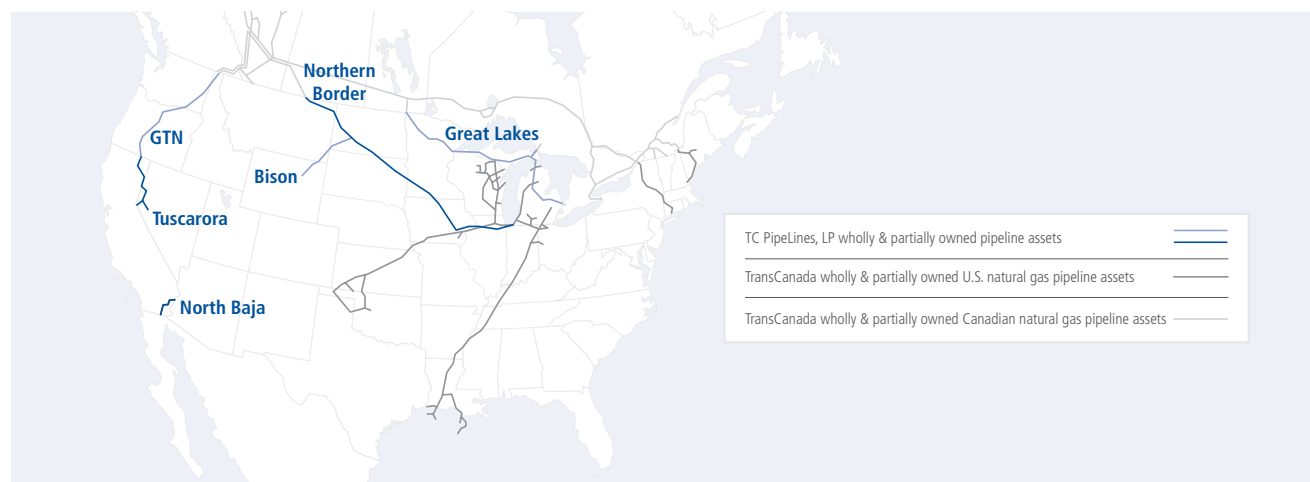 Northern
Border
GTN
Great Lakes
Bison
Tuscarora
North Baja
TC PipeLines, LP wholly & partially owned pipeline assets
TransCanada wholly & partially owned U.S. natural gas pipeline assets
TransCanada wholly & partially owned Canadian natural gas pipeline assets